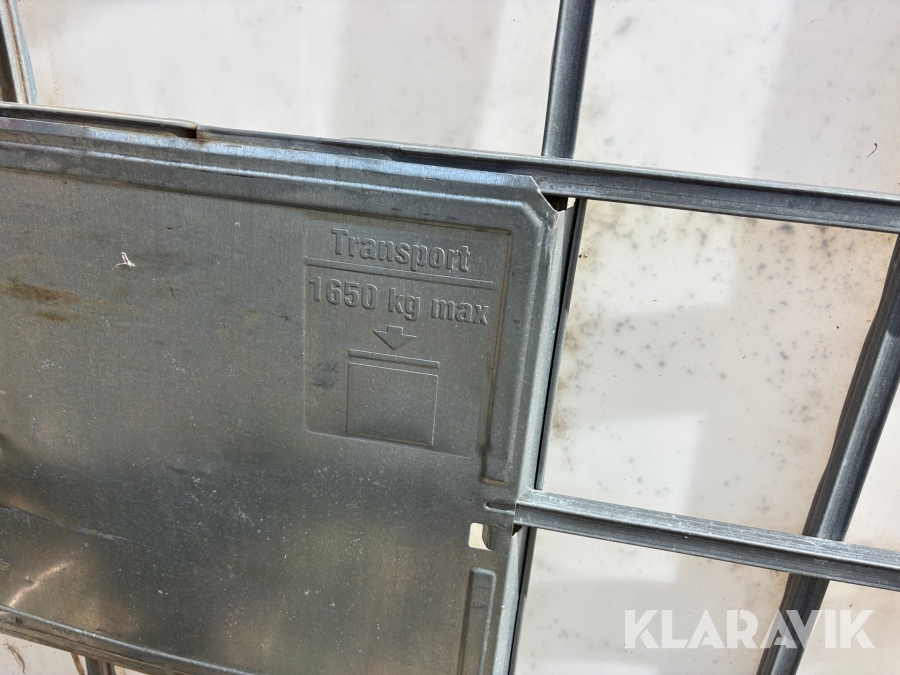 Transport
1650 kg max
KLARAVIK